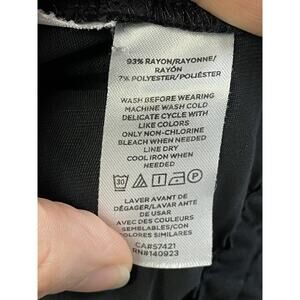 93% RAYON/RAYONNE/
RAYÓN
7% POLYESTER/POLIÉSTER
WASH BEFORE WEARING
MACHINE WASH COLD
DELICATE CYCLE WITH
LIKE COLORS
ONLY NON-CHLORINE
BLEACH WHEN NEEDED
LINE DRY
COOL IRON WHEN
NEEDED
30 P
LAVER AVANT DE
DÉGAGER/LAVAR ANTE
DE USAR
AVEC DES COULEURS
SEMBLABLES/CON
COLORES SIMILARES
CA#57421
RN#140923